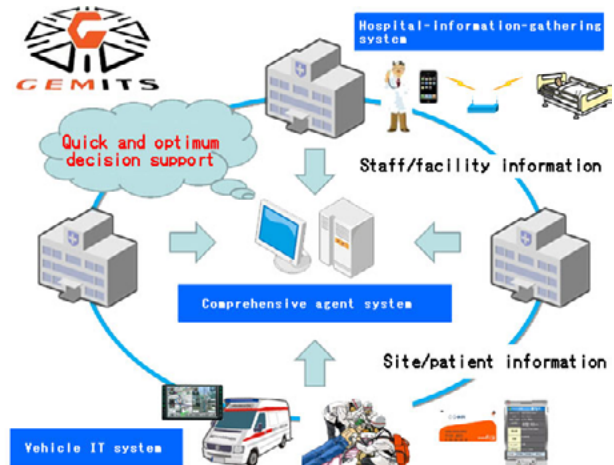 GEMITS
Hospital-information-gathering
system
Quick and optimum
decision support
Staff/facility information
Comprehensive agent system
Site/patient information
Vehicle IT system